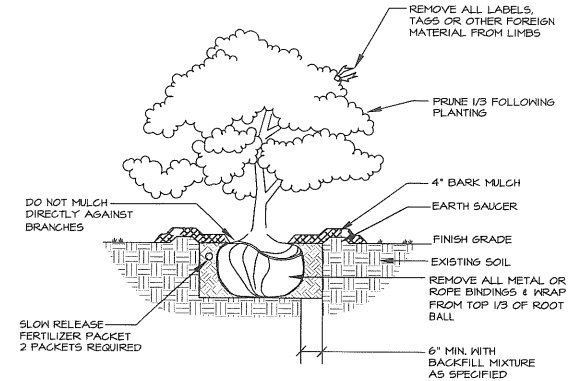 REMOVE ALL LABELS,
TAGS OR OTHER FOREIGN
MATERIAL FROM LIMBS
PRUNE 1/3 FOLLOWING
PLANTING
4" BARK MULCH
EARTH SAUCER
FINISH GRADE
EXISTING SOIL
REMOVE ALL METAL OR
ROPE BINDINGS & WRAP
FROM TOP 1/3 OF ROOT
BALL
6" MIN. WITH
BACKFILL MIXTURE
AS SPECIFIED
DO NOT MULCH
DIRECTLY AGAINST
BRANCHES
SLOW RELEASE
FERTILIZER PACKET
2 PACKETS REQUIRED